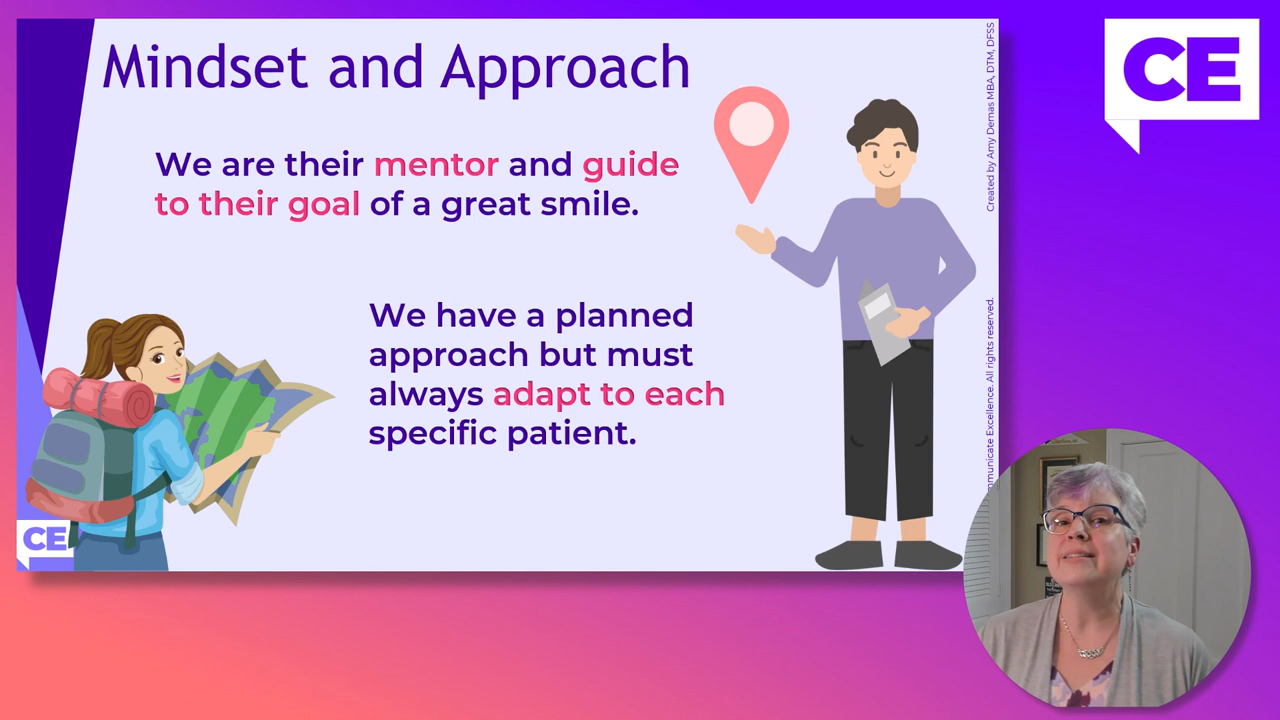 Mindset and Approach
We are their mentor and guide
to their goal of a great smile.
We have a planned
approach but must
always adapt to each
specific patient.
Created by Amy Demas MBA, DTM, DFSS
Excellence. All rights reserved.
CE
CE